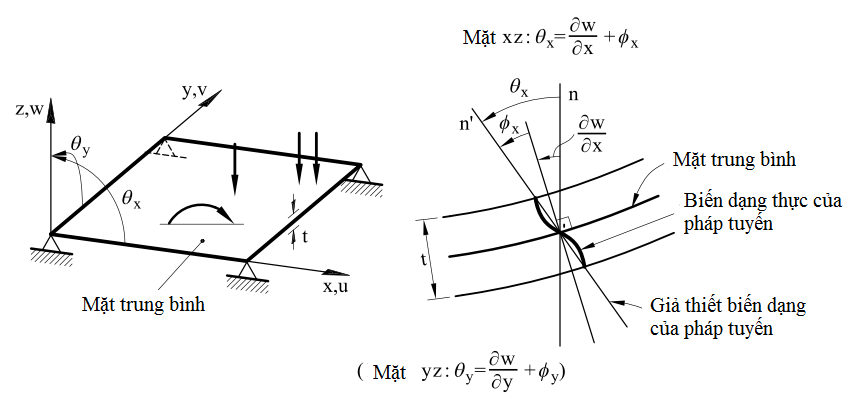 Mặt xz: θx=∂w/∂x +ϕx
z,w
y,v
θy
θx
t
x,u
Mặt trung bình
θx
n
n'
ϕx
∂w/∂x
Mặt trung bình
Biến dạng thực của
pháp tuyến
t
Giả thiết biến dạng
của pháp tuyến
( Mặt yz: θy=∂w/∂y +ϕy)